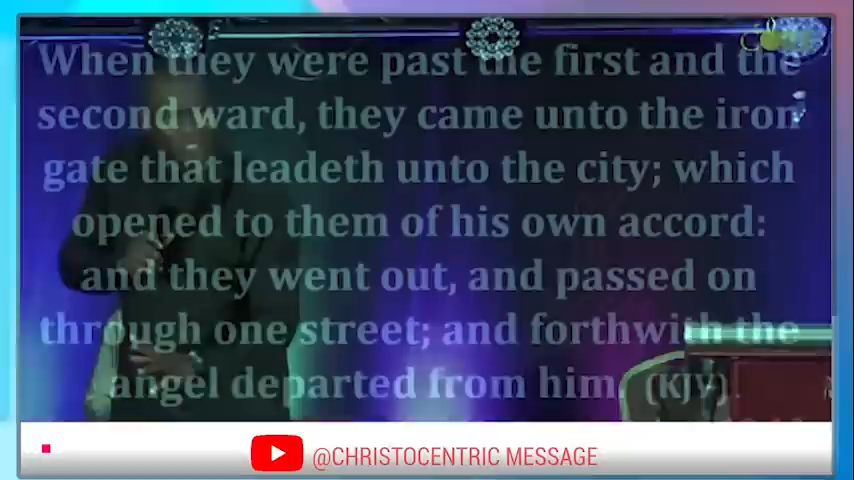 When they were past the first and the
second ward, they came unto the iron
gate that leadeth unto the city; which
opened to them of his own accord:
and they went out, and passed on
through one street; and forthwith the
angel departed from him. (KJV)
@CHRISTOCENTRIC MESSAGE